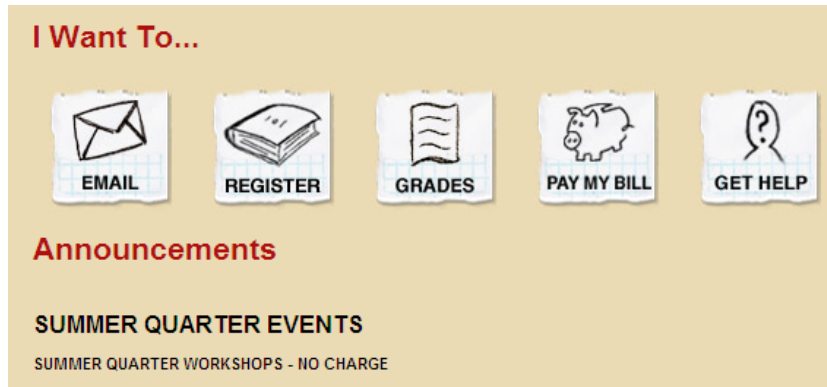 I Want To...
101
EMAIL REGISTER GRADES PAY MY BILL GET HELP
?
Announcements
SUMMER QUARTER EVENTS
SUMMER QUARTER WORKSHOPS - NO CHARGE